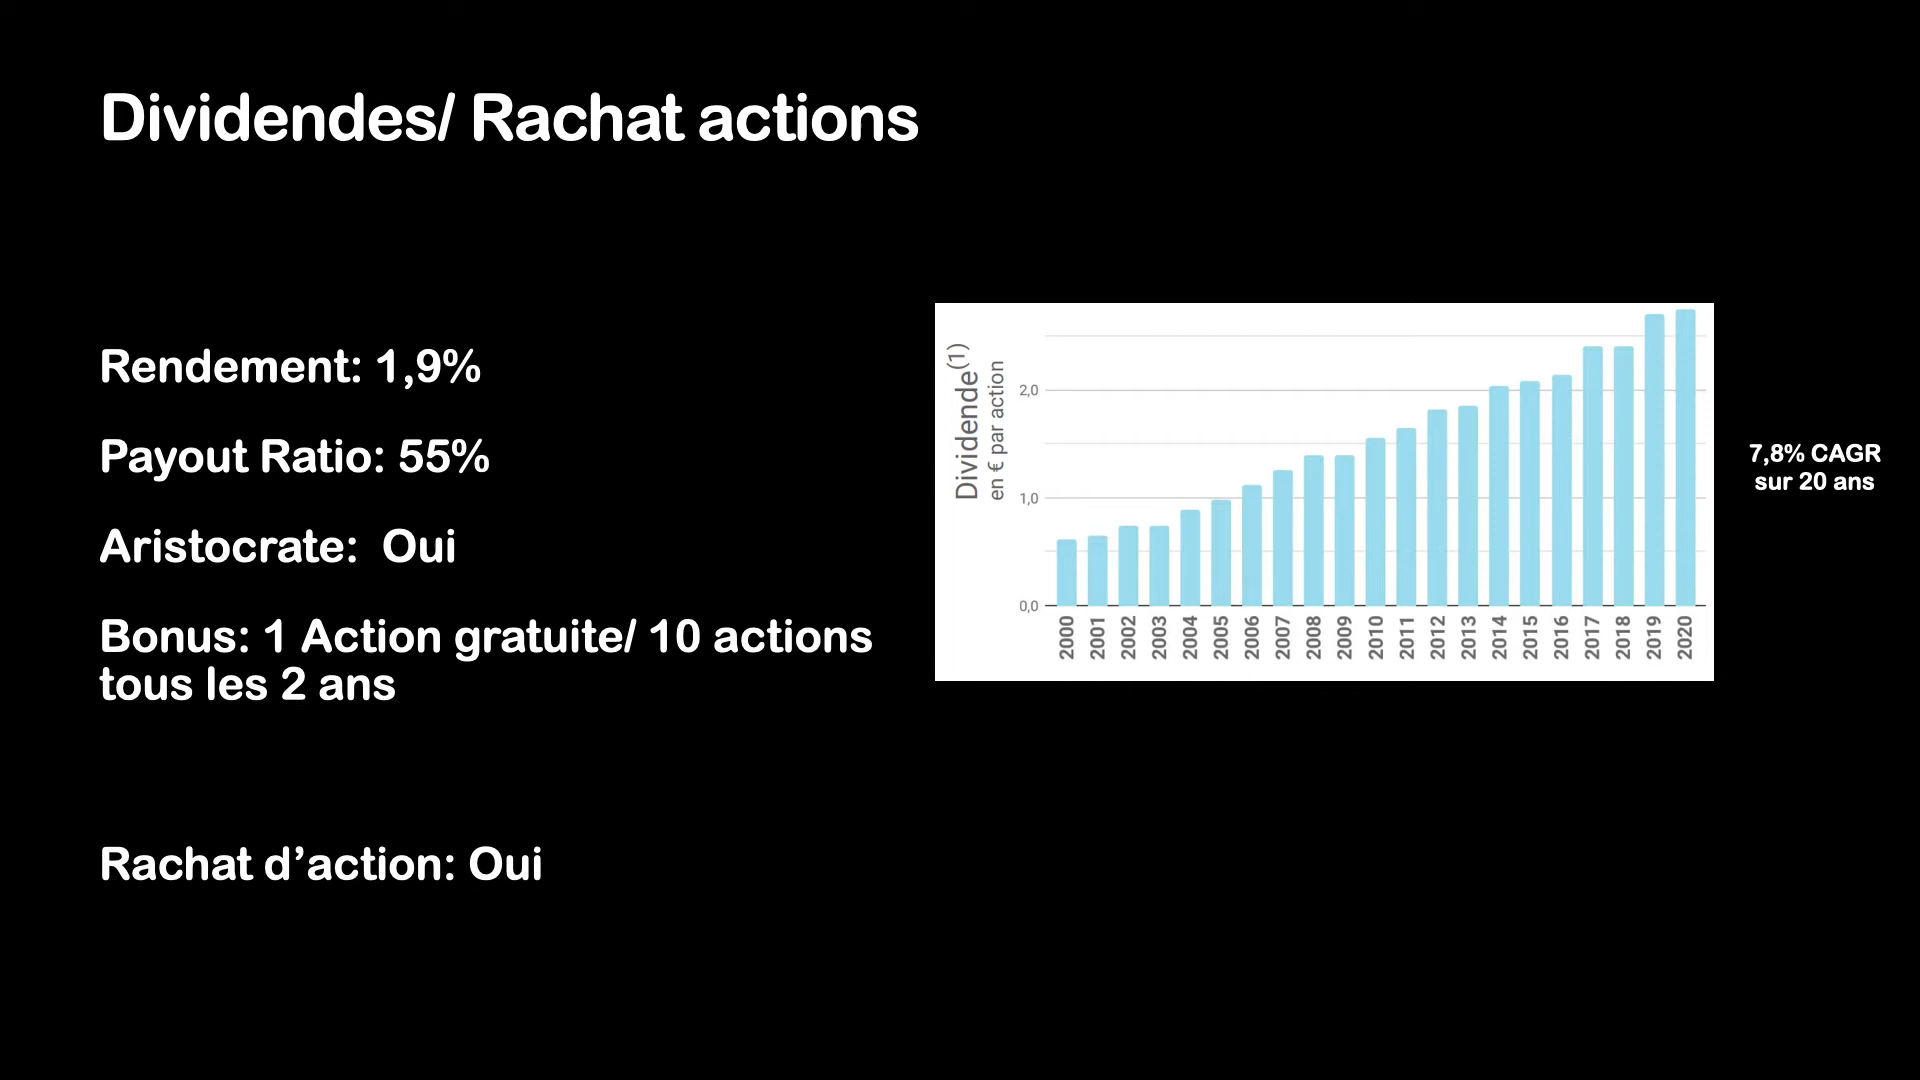 Dividendes/ Rachat actions
Rendement: 1,9%
Payout Ratio: 55%
Aristocrate:  Oui
Bonus: 1 Action gratuite/ 10 actions
tous les 2 ans
Rachat d’action: Oui
Dividende(1)
en € par action
2,0
1,0
0,0
2000
2001
2002
2003
2004
2005
2006
2007
2008
2009
2010
2011
2012
2013
2014
2015
2016
2017
2018
2019
2020
7,8% CAGR
sur 20 ans